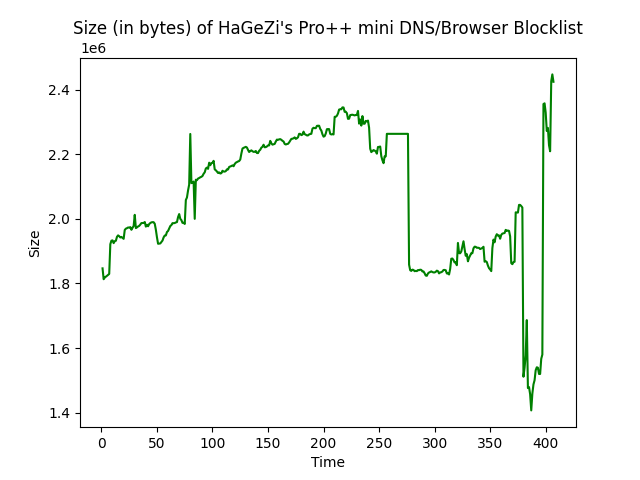 Size (in bytes) of HaGeZi's Pro++ mini DNS/Browser Blocklist
1e6
2.4
2.2
2.0
1.8
1.6
1.4
Size
0 50 100 150 200 250 300 350 400
Time